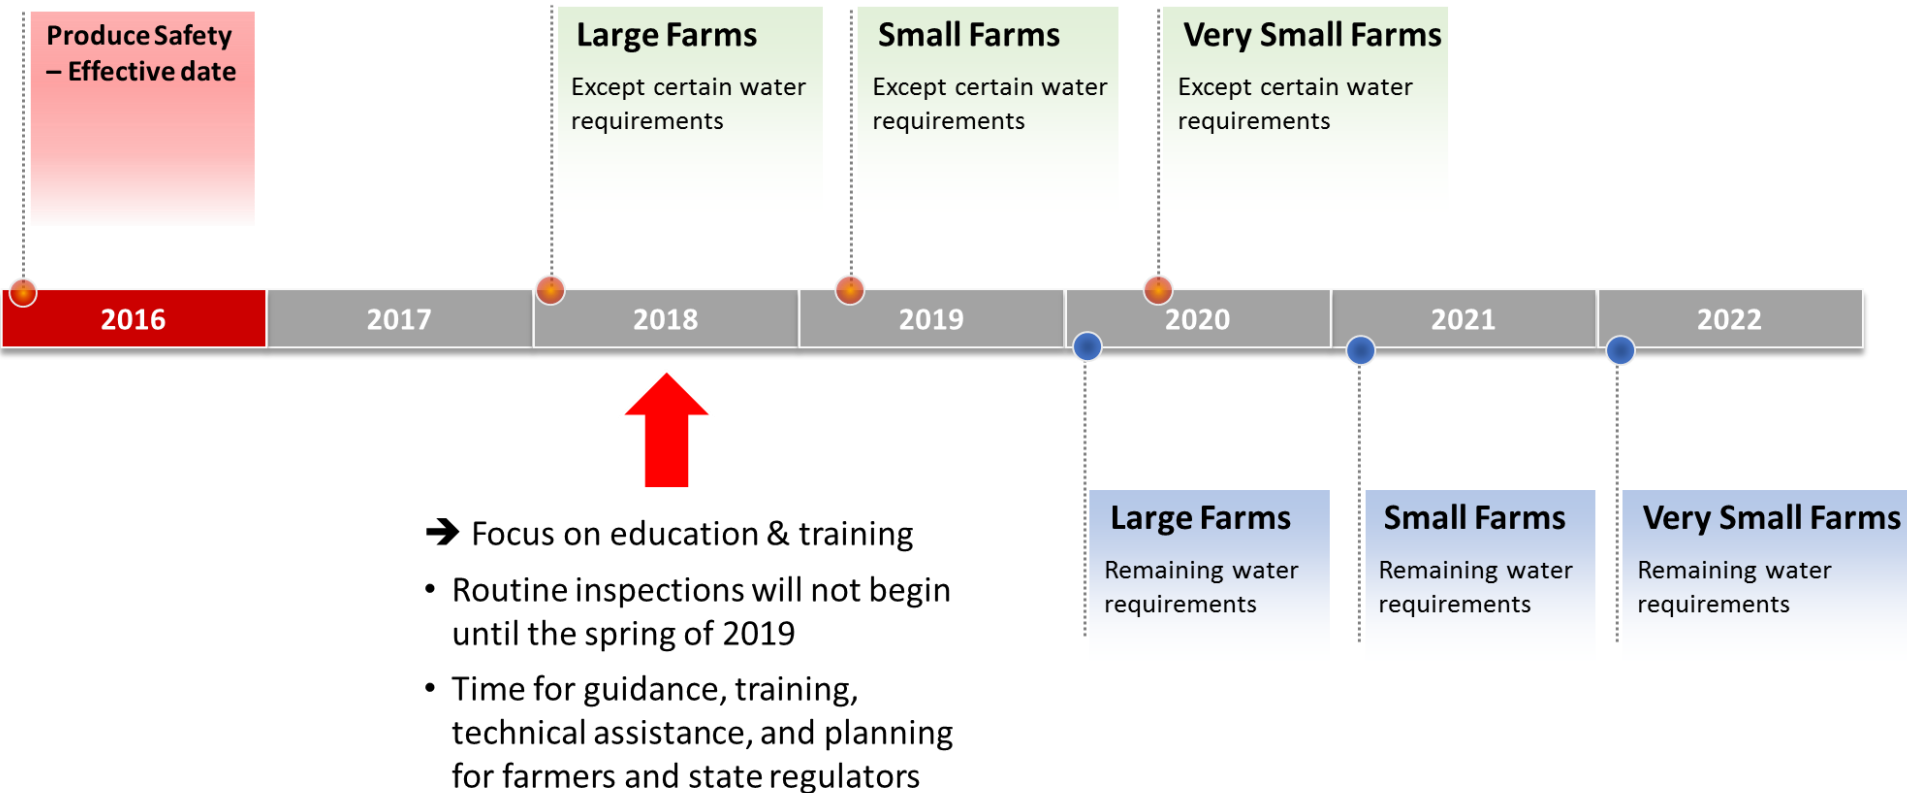 Produce Safety
– Effective date
Large Farms
Except certain water
requirements
Small Farms
Except certain water
requirements
Very Small Farms
Except certain water
requirements
2016
2017
2018
2019
2020
2021
2022
➔ Focus on education & training
• Routine inspections will not begin
until the spring of 2019
• Time for guidance, training,
technical assistance, and planning
for farmers and state regulators
Large Farms
Remaining water
requirements
Small Farms
Remaining water
requirements
Very Small Farms
Remaining water
requirements